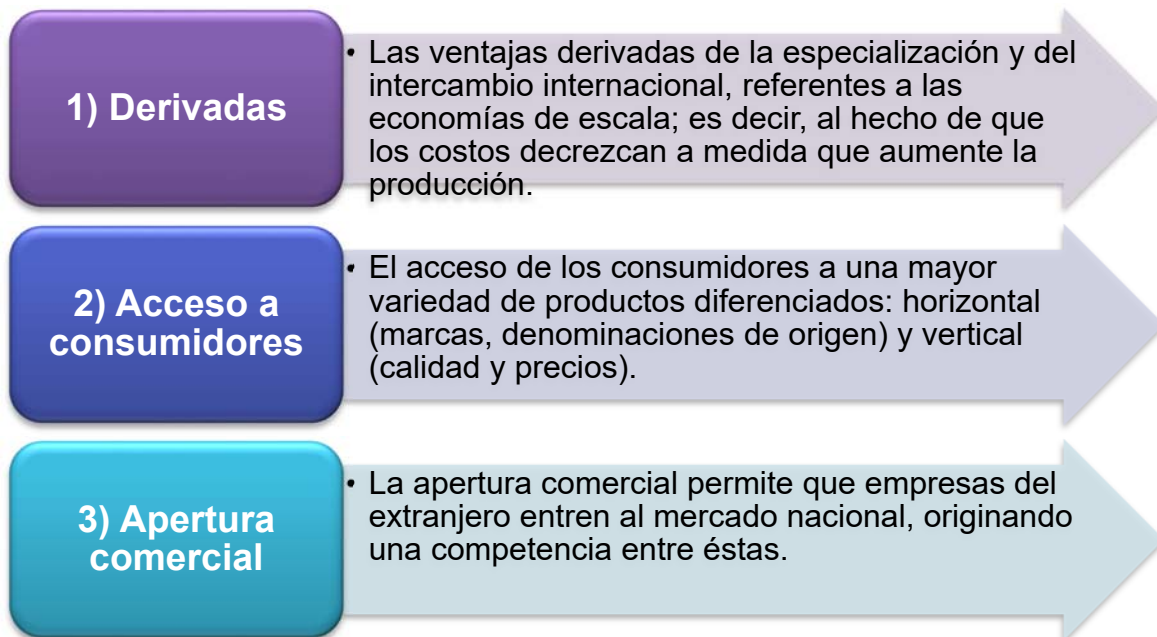 1) Derivadas
• Las ventajas derivadas de la especialización y del
intercambio internacional, referentes a las
economías de escala; es decir, al hecho de que
los costos decrezcan a medida que aumente la
producción.
2) Acceso a
consumidores
• El acceso de los consumidores a una mayor
variedad de productos diferenciados: horizontal
(marcas, denominaciones de origen) y vertical
(calidad y precios).
3) Apertura
comercial
• La apertura comercial permite que empresas del
extranjero entren al mercado nacional, originando
una competencia entre éstas.